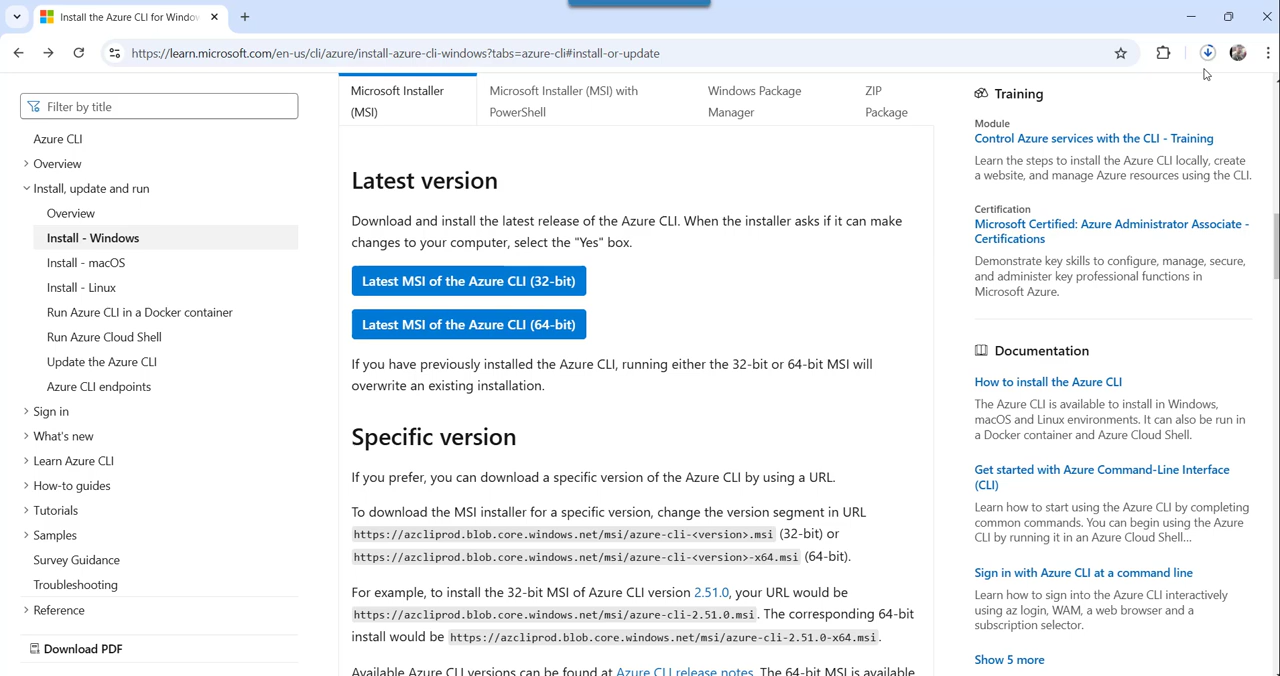 Install the Azure CLI for Window
https://learn.microsoft.com/en-us/cli/azure/install-azure-cli-windows?tabs=azure-cli#install-or-update
Filter by title
Azure CLI
Overview
Install, update and run
Overview
Install - Windows
Install - macOS
Install - Linux
Run Azure CLI in a Docker container
Run Azure Cloud Shell
Update the Azure CLI
Azure CLI endpoints
Sign in
What's new
Learn Azure CLI
How-to guides
Tutorials
Samples
Survey Guidance
Troubleshooting
Reference
Download PDF
Microsoft Installer
(MSI)
Microsoft Installer (MSI) with
PowerShell
Windows Package
Manager
ZIP
Package
Latest version
Download and install the latest release of the Azure CLI. When the installer asks if it can make
changes to your computer, select the "Yes" box.
Latest MSI of the Azure CLI (32-bit)
Latest MSI of the Azure CLI (64-bit)
If you have previously installed the Azure CLI, running either the 32-bit or 64-bit MSI will
overwrite an existing installation.
Specific version
If you prefer, you can download a specific version of the Azure CLI by using a URL.
To download the MSI installer for a specific version, change the version segment in URL
https://azcliprod.blob.core.windows.net/msi/azure-cli-<version>.msi (32-bit) or
https://azcliprod.blob.core.windows.net/msi/azure-cli-<version>-x64.msi (64-bit).
For example, to install the 32-bit MSI of Azure CLI version 2.51.0, your URL would be
https://azcliprod.blob.core.windows.net/msi/azure-cli-2.51.0.msi. The corresponding 64-bit
install would be https://azcliprod.blob.core.windows.net/msi/azure-cli-2.51.0-x64.msi.
Available Azure CLI versions can be found at Azure CLI release notes. The 64-bit MSI is available
Training
Module
Control Azure services with the CLI - Training
Learn the steps to install the Azure CLI locally, create
a website, and manage Azure resources using the CLI.
Certification
Microsoft Certified: Azure Administrator Associate -
Certifications
Demonstrate key skills to configure, manage, secure,
and administer key professional functions in
Microsoft Azure.
Documentation
How to install the Azure CLI
The Azure CLI is available to install in Windows,
macOS and Linux environments. It can also be run in
a Docker container and Azure Cloud Shell.
Get started with Azure Command-Line Interface
(CLI)
Learn how to start using the Azure CLI by completing
common commands. You can begin using the Azure
CLI by running it in an Azure Cloud Shell...
Sign in with Azure CLI at a command line
Learn how to sign into the Azure CLI interactively
using az login, WAM, a web browser and a
subscription selector.
Show 5 more